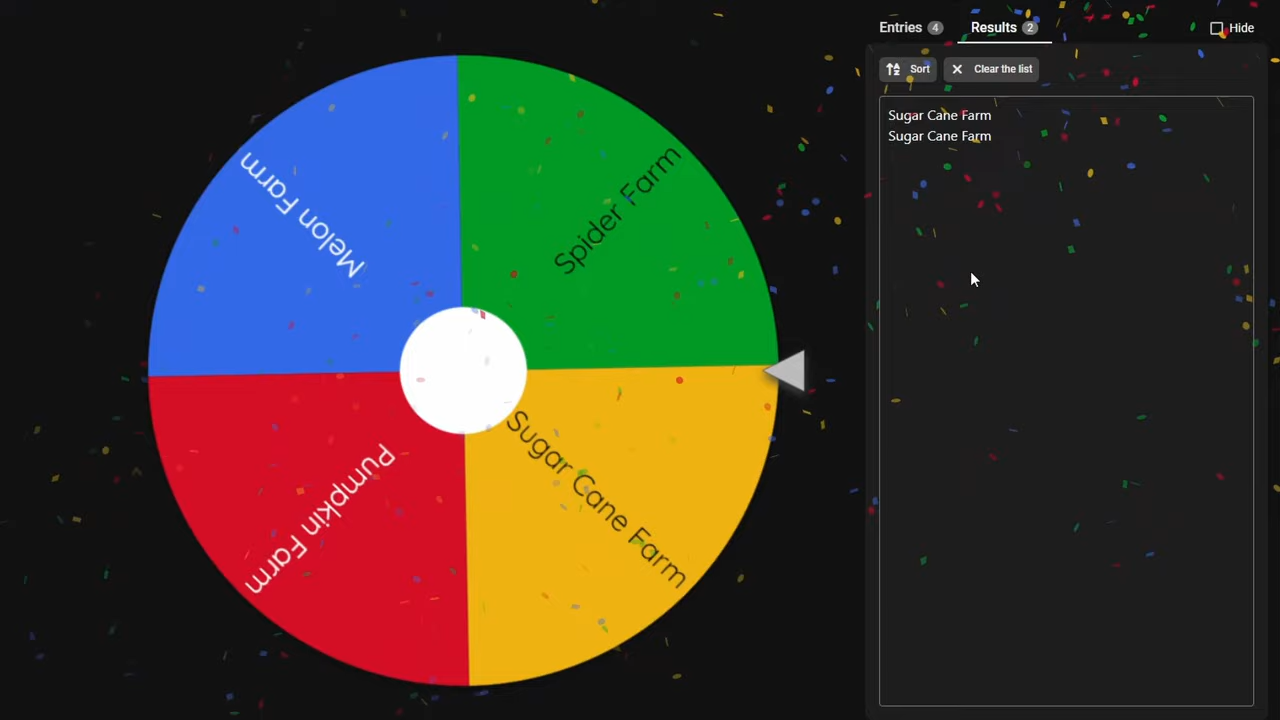 Entries 4 Results 2 Hide
Sort Clear the list
Sugar Cane Farm
Sugar Cane Farm
Melon Farm
Spider Farm
Pumpkin Farm
Sugar Cane Farm